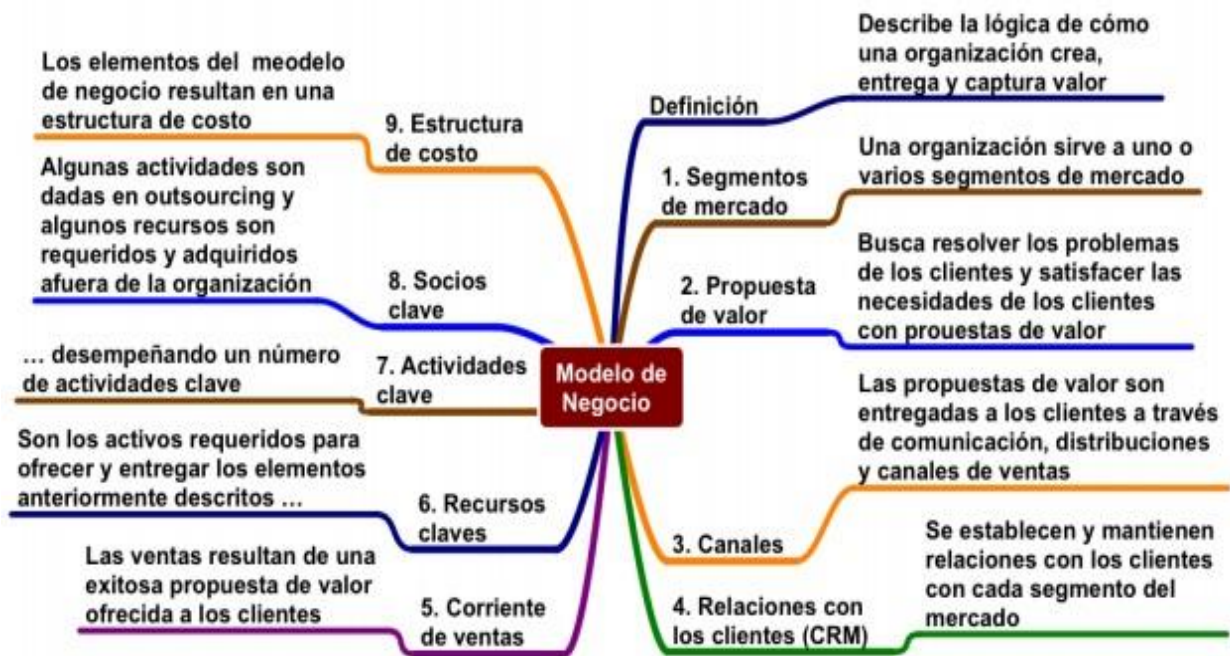 Modelo de
Negocio
Definición
Describe la lógica de cómo
una organización crea,
entrega y captura valor
1. Segmentos
de mercado
Una organización sirve a uno o
varios segmentos de mercado
2. Propuesta
de valor
Busca resolver los problemas
de los clientes y satisfacer las
necesidades de los clientes
con prouestas de valor
3. Canales
Las propuestas de valor son
entregadas a los clientes a través
de comunicación, distribuciones
y canales de ventas
4. Relaciones con
los clientes (CRM)
Se establecen y mantienen
relaciones con los clientes
con cada segmento del
mercado
5. Corriente
de ventas
Las ventas resultan de una
exitosa propuesta de valor
ofrecida a los clientes
6. Recursos
claves
Son los activos requeridos para
ofrecer y entregar los elementos
anteriormente descritos ...
7. Actividades
clave
... desempeñando un número
de actividades clave
8. Socios
clave
Algunas actividades son
dadas en outsourcing y
algunos recursos son
requeridos y adquiridos
afuera de la organización
9. Estructura
de costo
Los elementos del meodelo
de negocio resultan en una
estructura de costo